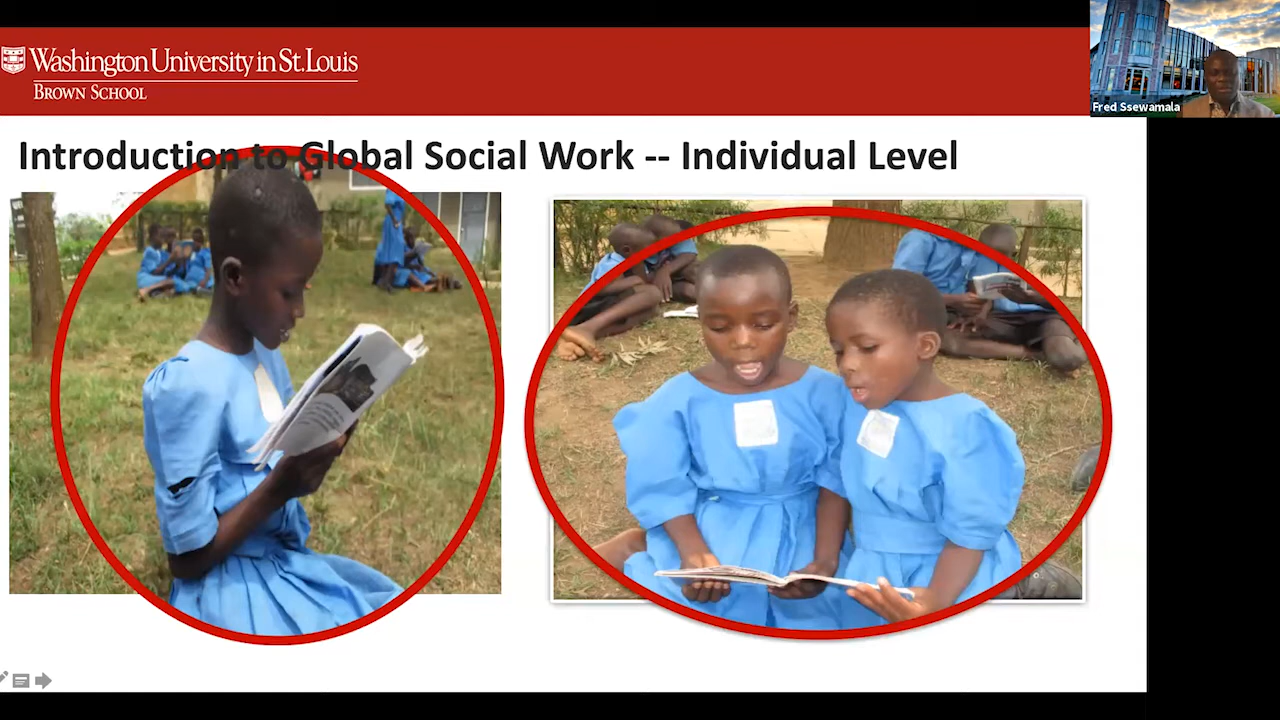 Washington University in St. Louis
BROWN SCHOOL
Fred Ssewamala
Introduction to Global Social Work -- Individual Level